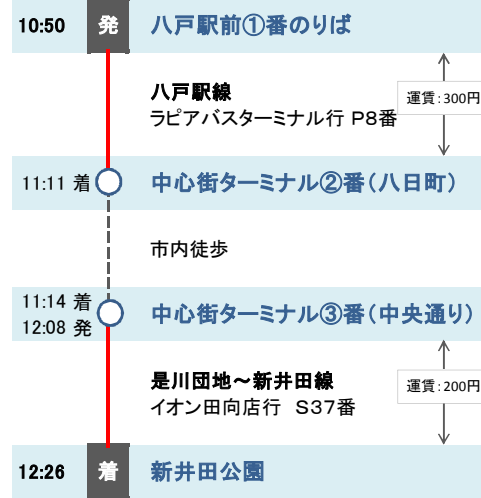 10:50 発 八戸駅前①番のりば
八戸駅線
運賃:300円
ラピアバスターミナル行 P8番
11:11 着 中心街ターミナル②番(八日町)
市内徒歩
11:14 着
12:08 発
中心街ターミナル③番(中央通り)
是川団地～新井田線
運賃:200円
イオン田向店行 S37番
12:26 着 新井田公園